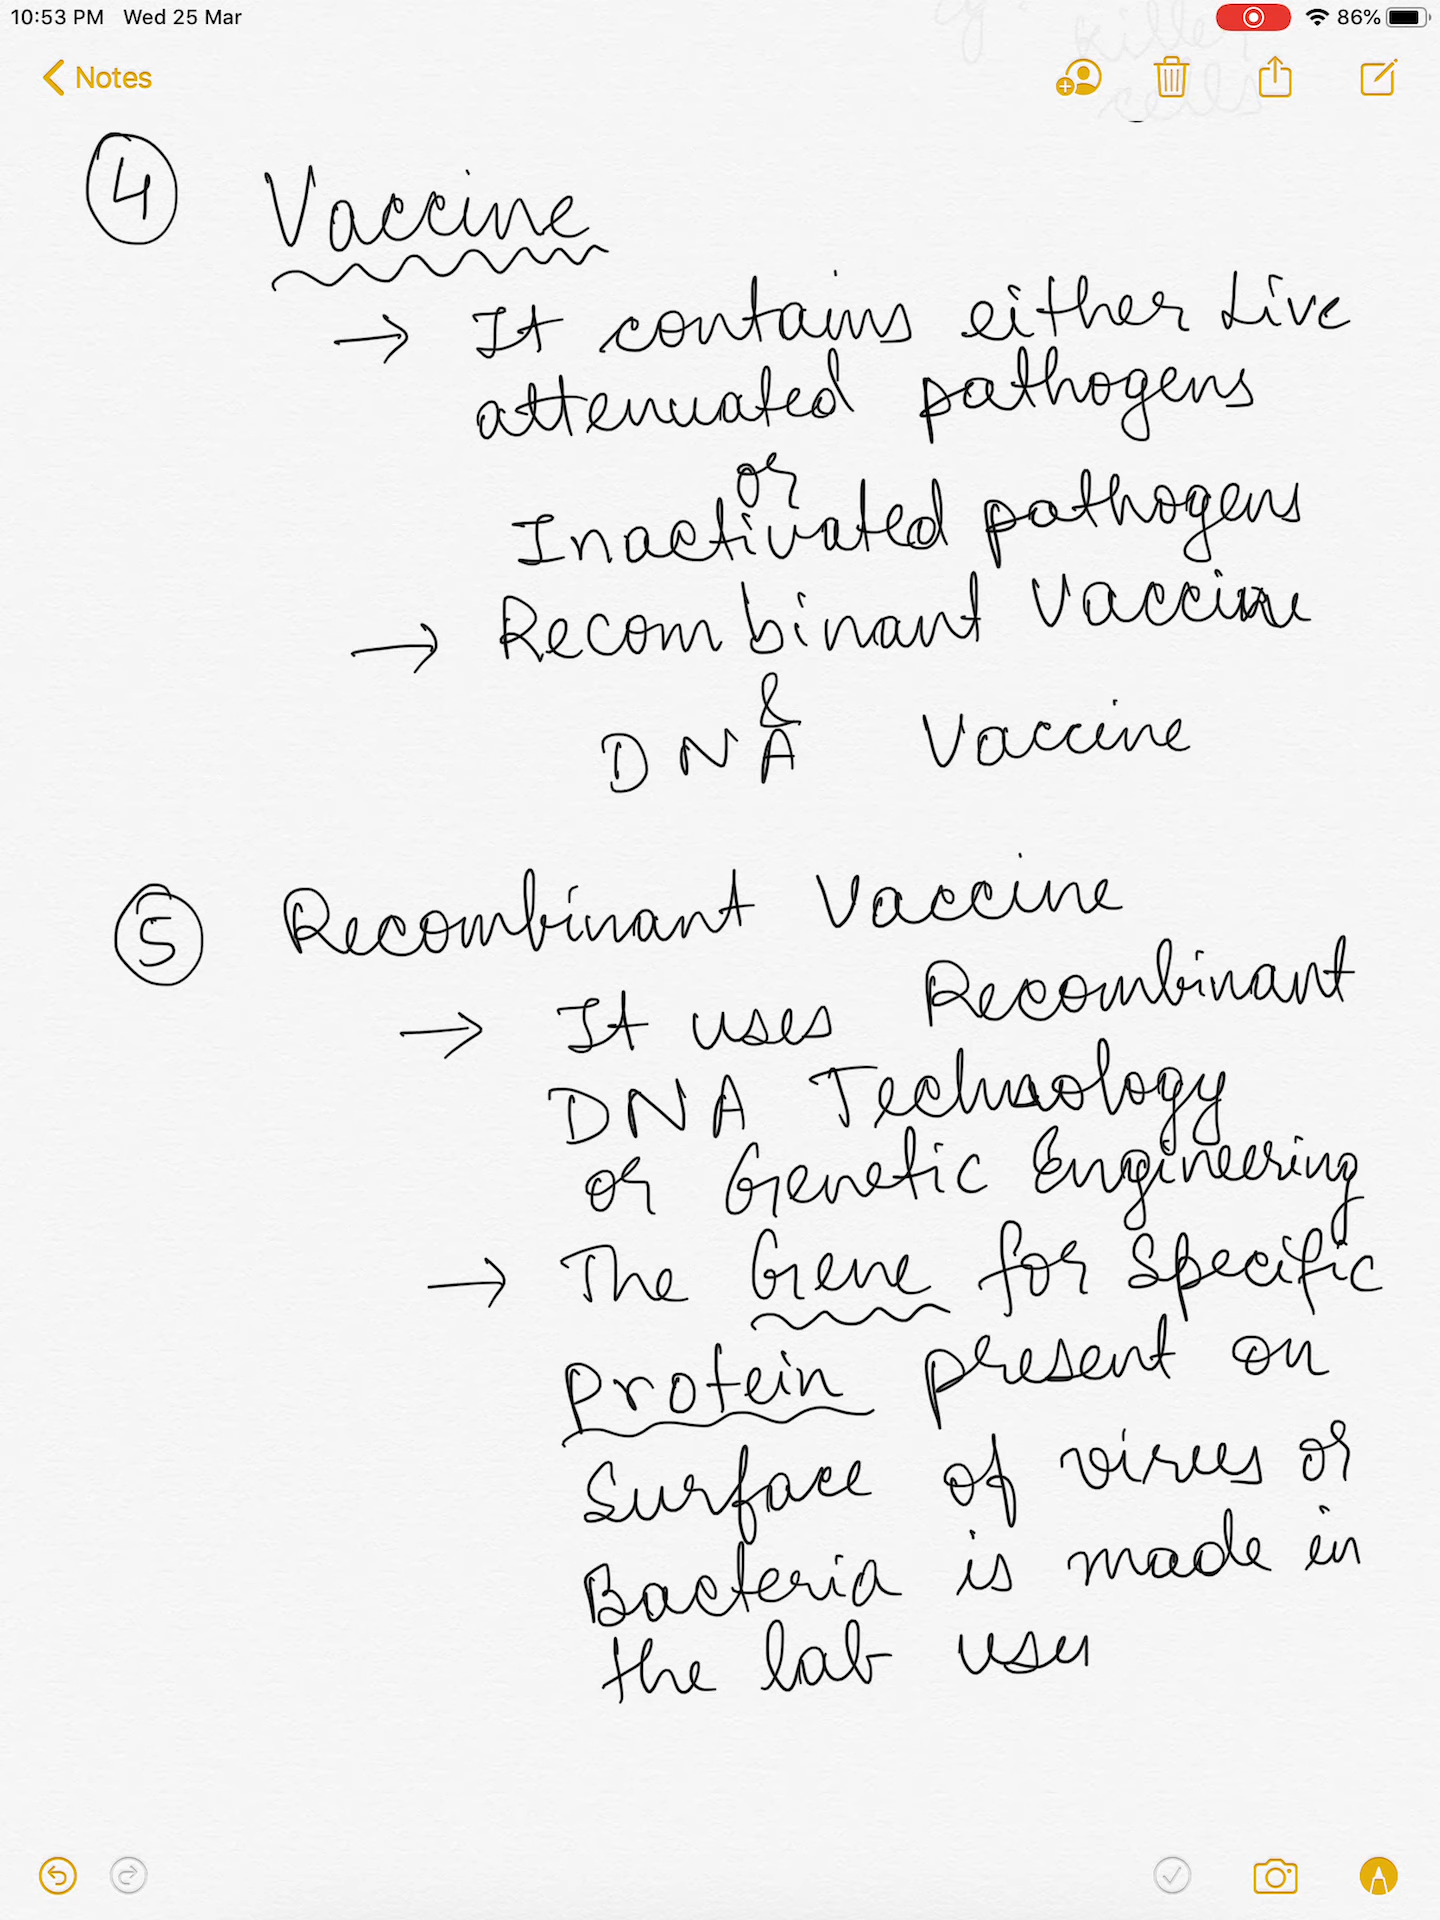 10:53 PM Wed 25 Mar
86%
killer
cells
Notes
4 Vaccine
→ It contains either Live
attenuated pathogens
or
Inactivated pathogens
→ Recombinant Vaccine
&
DNA Vaccine
5 Recombinant Vaccine
→ It uses Recombinant
DNA Technology
or Genetic Engineering
→ The Gene for specific
Protein present on
Surface of virus or
Bacteria is made in
the lab usu